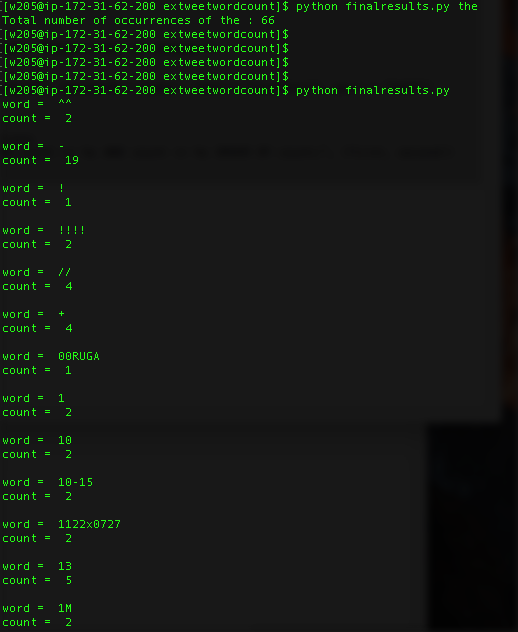 [w205@ip-172-31-62-200 extweetwordcount]$ python finalresults.py the
Total number of occurrences of the : 66
[w205@ip-172-31-62-200 extweetwordcount]$
[w205@ip-172-31-62-200 extweetwordcount]$
[w205@ip-172-31-62-200 extweetwordcount]$
[w205@ip-172-31-62-200 extweetwordcount]$
[w205@ip-172-31-62-200 extweetwordcount]$ python finalresults.py
word =  ^^
count =  2
word =  -
count =  19
word =  !
count =  1
word =  !!!!
count =  2
word =  //
count =  4
word =  +
count =  4
word =  00RUGA
count =  1
word =  1
count =  2
word =  10
count =  2
word =  10-15
count =  2
word =  1122x0727
count =  2
word =  13
count =  5
word =  1M
count =  2